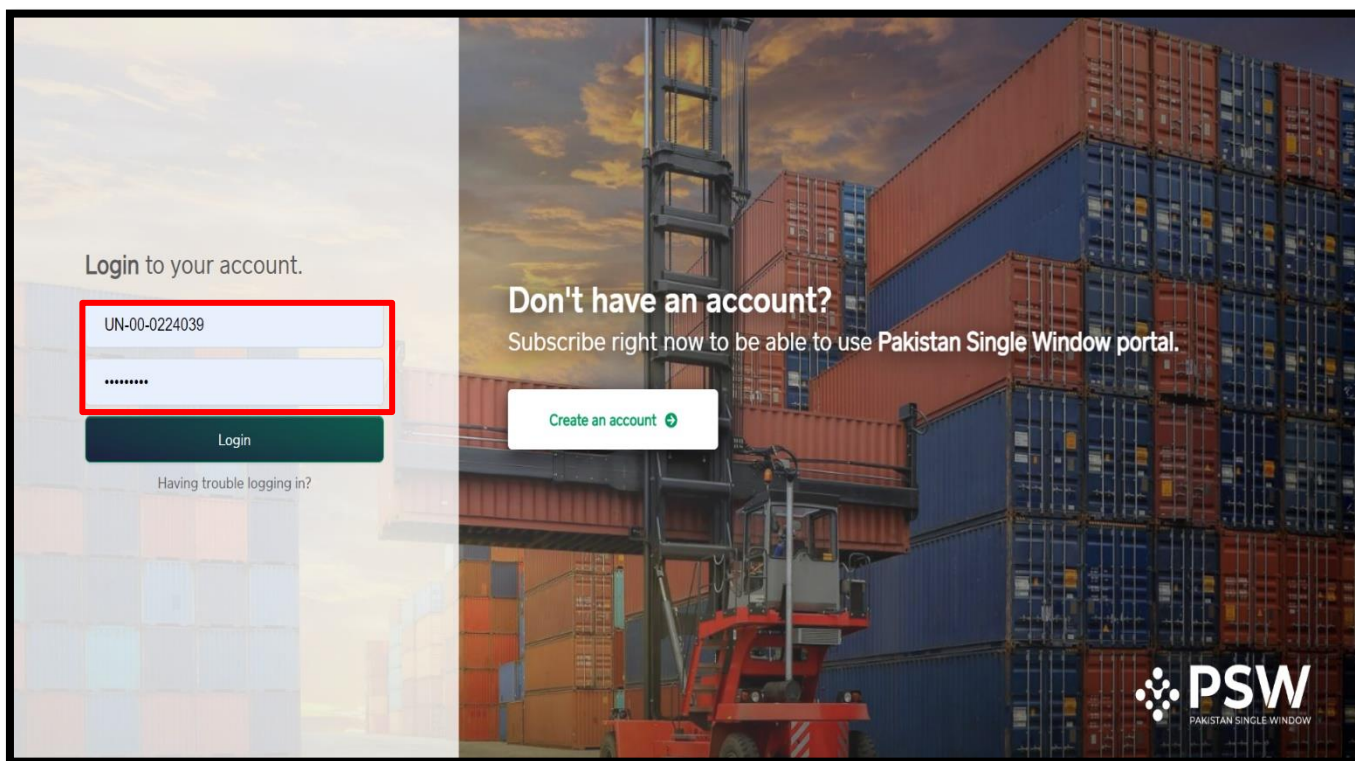 Login to your account.
UN-00-0224039
•••••••••
Login
Having trouble logging in?
Don't have an account?
Subscribe right now to be able to use Pakistan Single Window portal.
Create an account
PSW
PAKISTAN SINGLE WINDOW